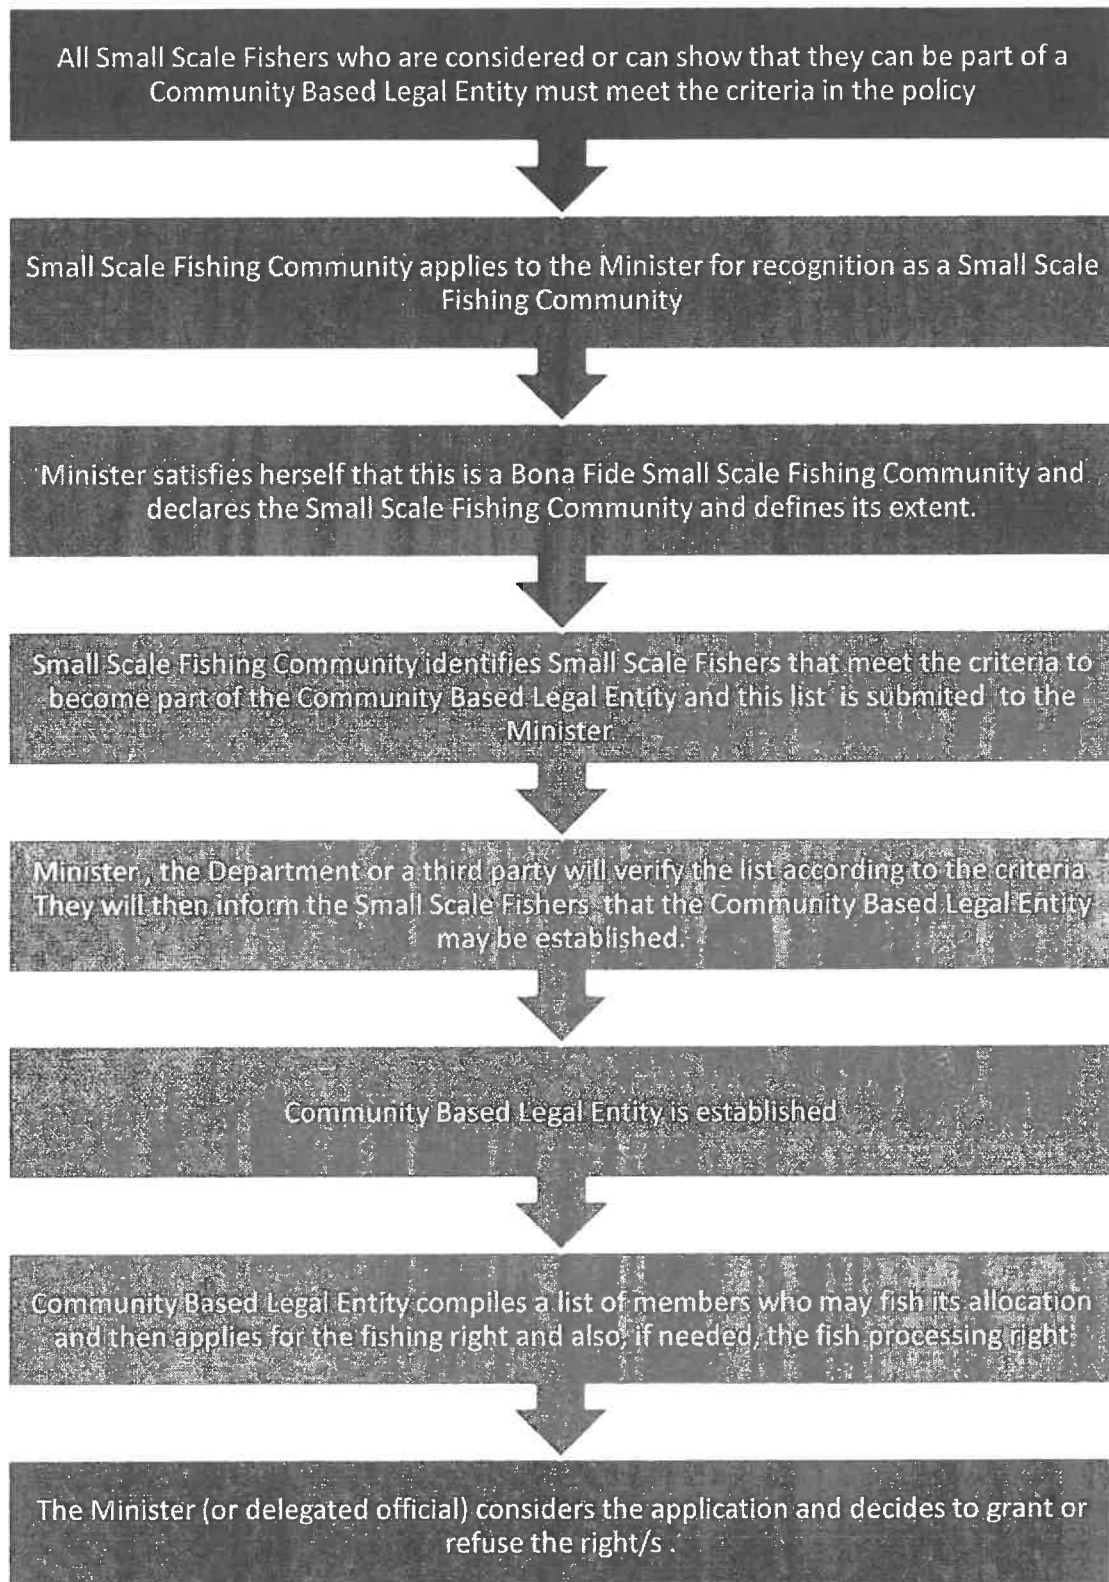 All Small Scale Fishers who are considered or can show that they can be part of a
Community Based Legal Entity must meet the criteria in the policy
Small Scale Fishing Community applies to the Minister for recognition as a Small Scale
Fishing Community
Minister satisfies herself that this is a Bona Fide Small Scale Fishing Community and
declares the Small Scale Fishing Community and defines its extent.
Small Scale Fishing Community identifies Small Scale Fishers that meet the criteria to
become part of the Community Based Legal Entity and this list is submited to the
Minister
Minister, the Department or a third party will verify the list according to the criteria.
They will then inform the Small Scale Fishers that the Community Based Legal Entity
may be established.
Community Based Legal Entity is established
Community Based Legal Entity compiles a list of members who may fish its allocation
and then applies for the fishing right and also, if needed, the fish processing right
The Minister (or delegated official) considers the application and decides to grant or
refuse the right/s .